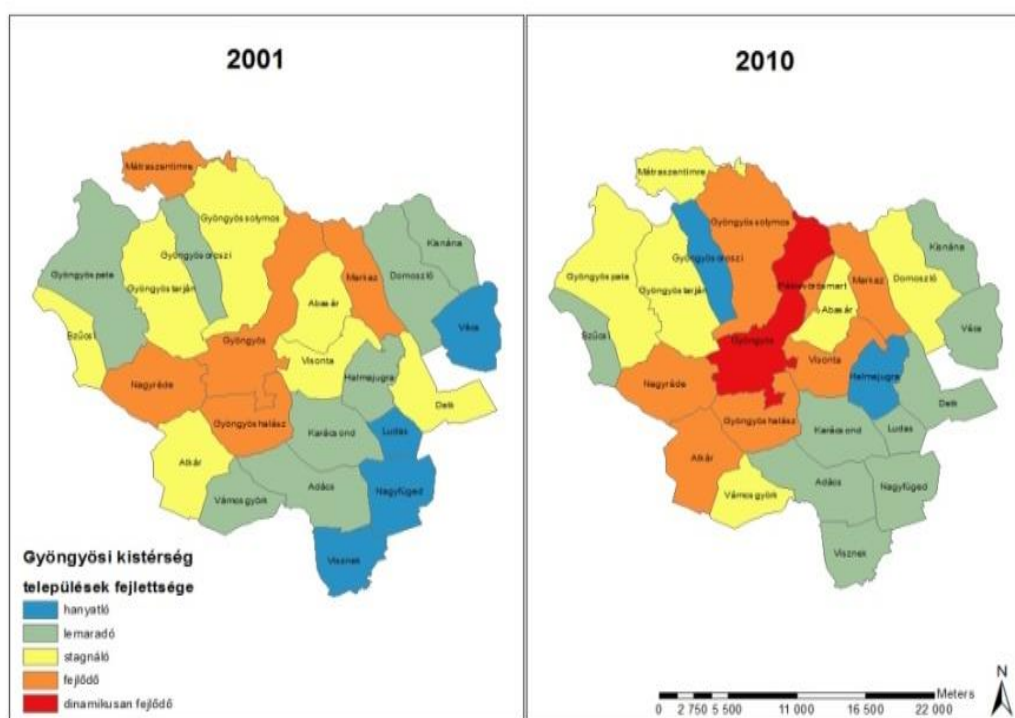 2001
Mátraszentimre
Gyöngyössolymos
Gyöngyösoroszi
Gyöngyöspata
Gyöngyöstarján
Kisnána
Domoszló
Markaz
Abasár
Vécs
Szűcsi
Gyöngyös
Visonta
Nagyréde
Halmajugra
Detk
Gyöngyöshalász
Karácsond
Ludas
Atkár
Adács
Nagyfüged
Vámosgyörk
Visznek
Gyöngyösi kistérség
települések fejlettsége
hanyatló
lemaradó
stagnáló
fejlődő
dinamikusan fejlődő
2010
Mátraszentimre
Gyöngyössolymos
Gyöngyösoroszi
Gyöngyöspata
Gyöngyöstarján
Kisnána
Domoszló
Markaz
Abasár
Vécs
Szűcsi
Gyöngyös
Visonta
Nagyréde
Halmajugra
Detk
Gyöngyöshalász
Karácsond
Ludas
Atkár
Adács
Nagyfüged
Vámosgyörk
Visznek
N
Meters
0 2 750 5 500 11 000 16 500 22 000